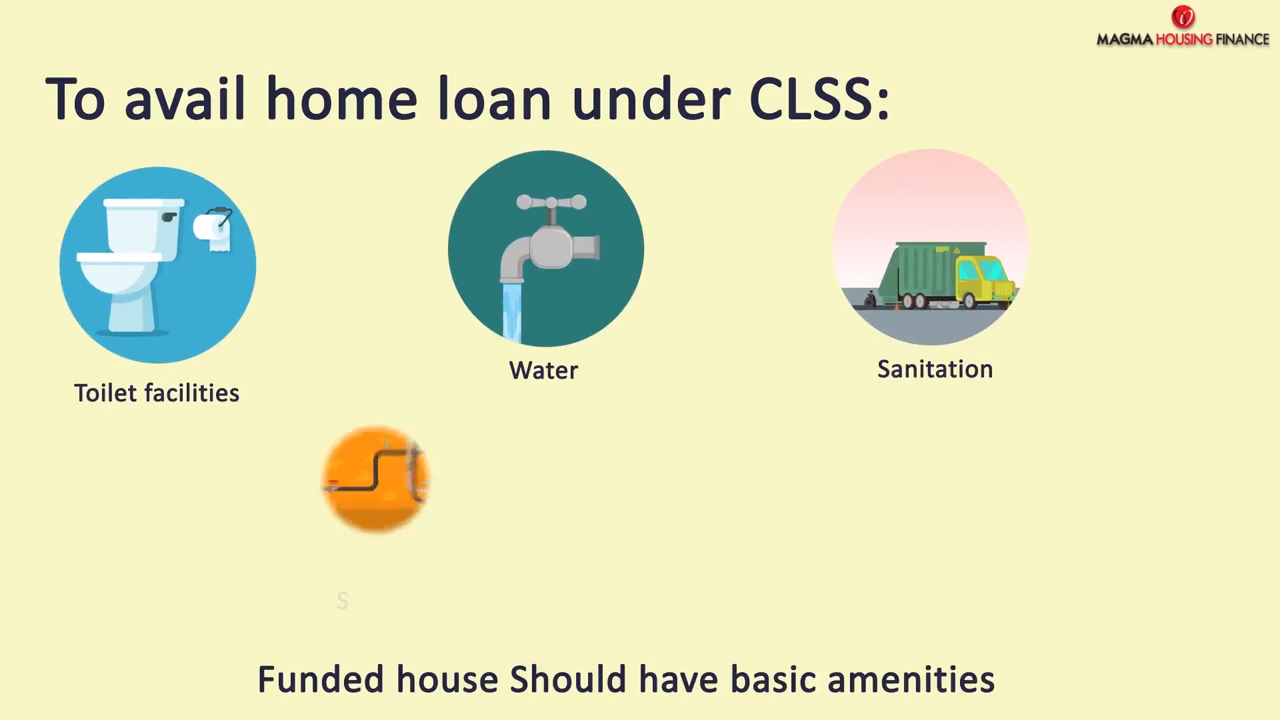 MAGMA HOUSING FINANCE
To avail home loan under CLSS:
Toilet facilities
Water
Sanitation
S
Funded house Should have basic amenities